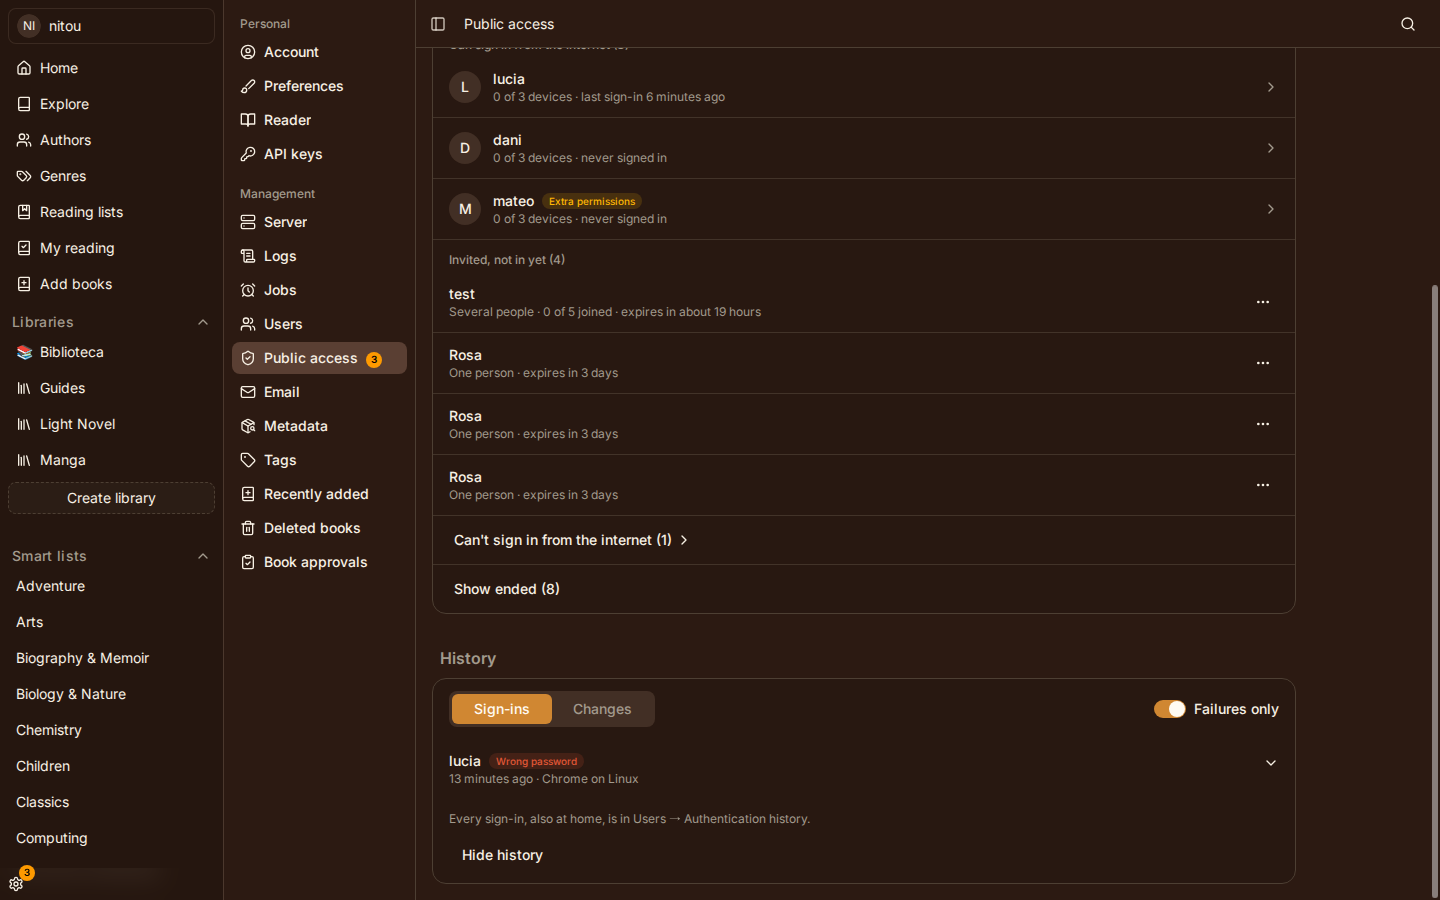 NI nitou
Home
Explore
Authors
Genres
Reading lists
My reading
Add books
Libraries
Biblioteca
Guides
Light Novel
Manga
Create library
Smart lists
Adventure
Arts
Biography & Memoir
Biology & Nature
Chemistry
Children
Classics
Computing
3
Personal
Account
Preferences
Reader
API keys
Management
Server
Logs
Jobs
Users
Public access 3
Email
Metadata
Tags
Recently added
Deleted books
Book approvals
Public access
L lucia
0 of 3 devices · last sign-in 6 minutes ago
D dani
0 of 3 devices · never signed in
M mateo Extra permissions
0 of 3 devices · never signed in
Invited, not in yet (4)
test
Several people · 0 of 5 joined · expires in about 19 hours
Rosa
One person · expires in 3 days
Rosa
One person · expires in 3 days
Rosa
One person · expires in 3 days
Can't sign in from the internet (1)
Show ended (8)
History
Sign-ins Changes Failures only
lucia Wrong password
13 minutes ago · Chrome on Linux
Every sign-in, also at home, is in Users → Authentication history.
Hide history